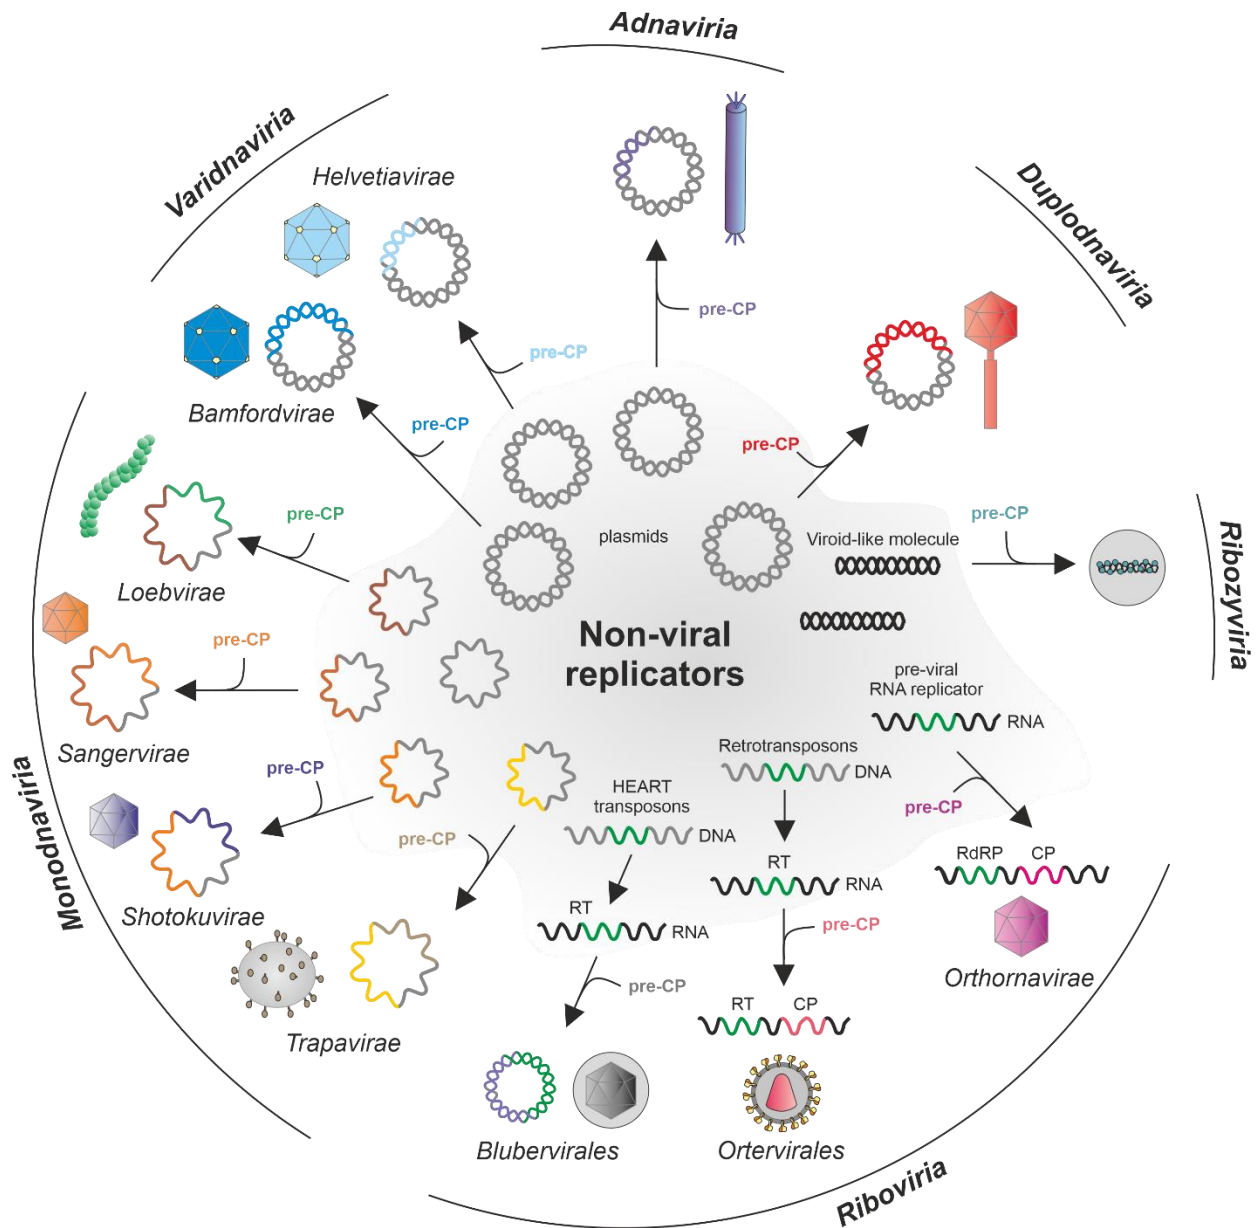 Adnaviria
Varidnaviria
Helvetiavirae
Duplodnaviria
pre-CP
pre-CP
Bamfordvirae
pre-CP
pre-CP
pre-CP
pre-CP
plasmids
Viroid-like molecule
Ribozyviria
Loebvirae
Non-viral
replicators
pre-CP
pre-viral
RNA replicator
RNA
Sangervirae
Monodnaviria
Retrotransposons
DNA
pre-CP
HEART
transposons
DNA
pre-CP
pre-CP
RdRP CP
RT
RNA
Shotokuvirae
RT
RNA
pre-CP
Orthornavirae
pre-CP
RT CP
Trapavirae
Blubervirales
Ortervirales
Riboviria